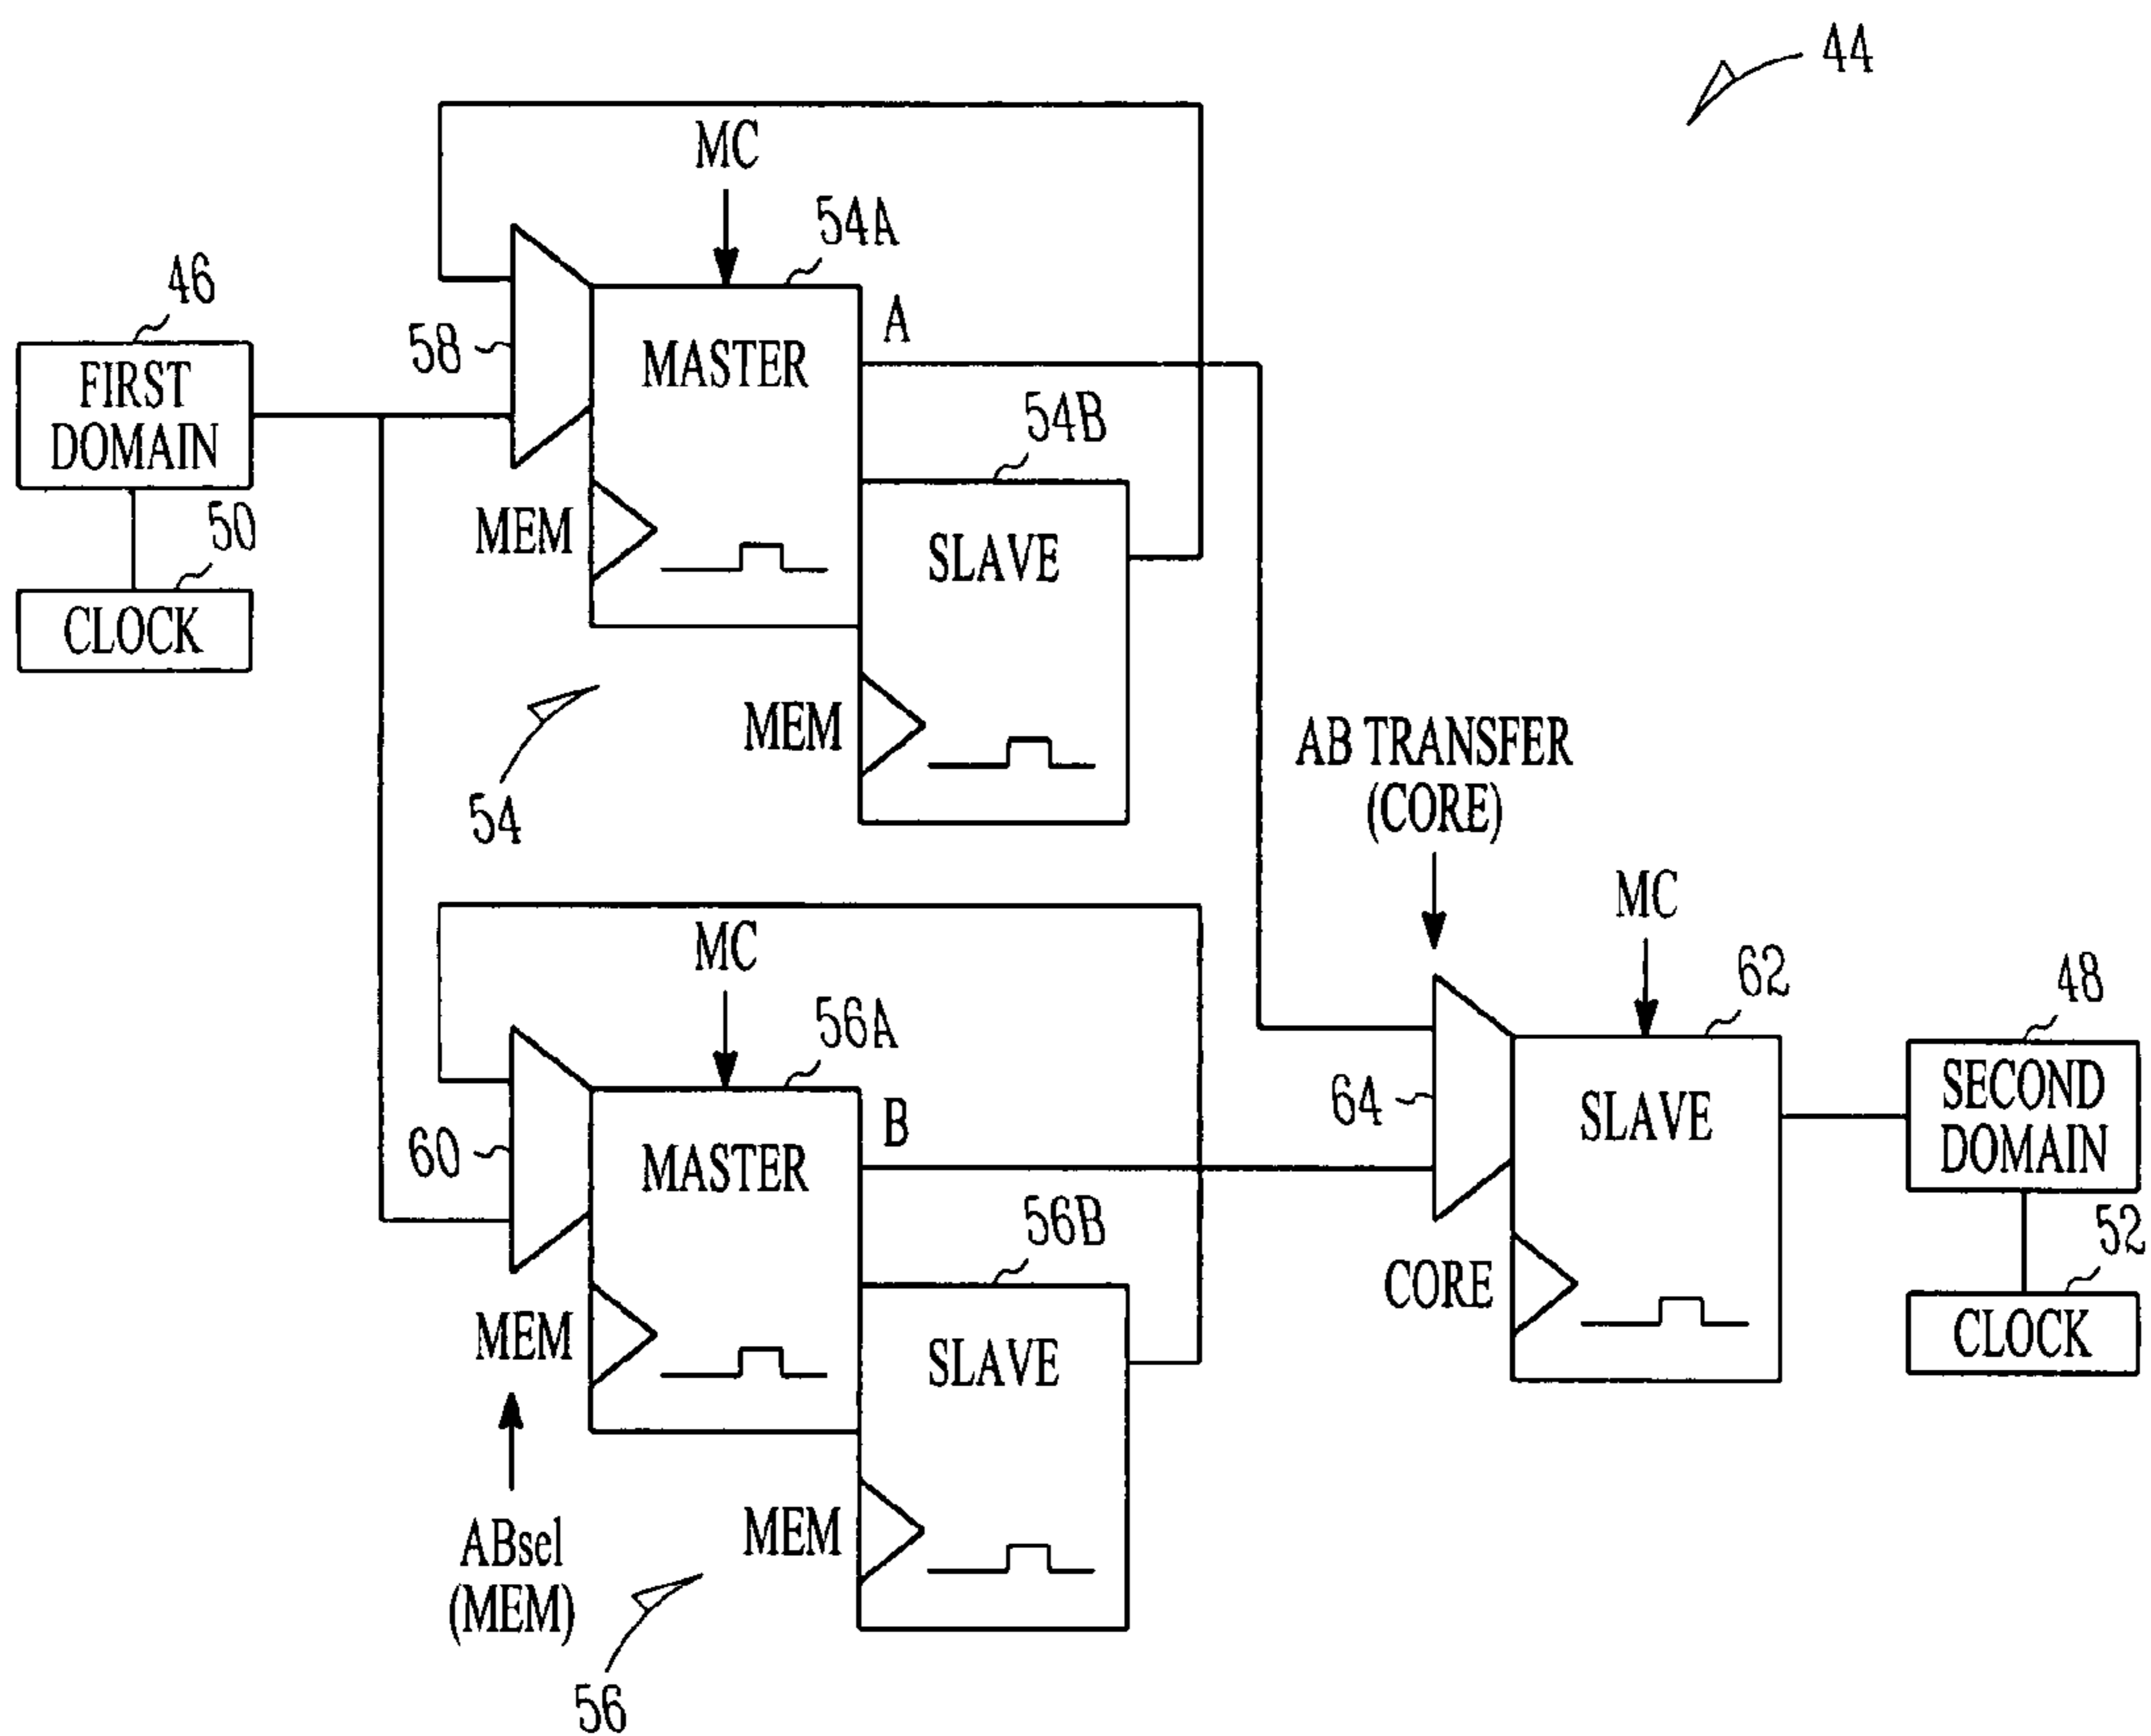 44
MC
54A
46
A
58
FIRST
DOMAIN
MASTER
54B
50
MEM
SLAVE
CLOCK
MEM
54
AB TRANSFER
(CORE)
MC
MC
62
48
56A
64
B
SECOND
DOMAIN
60
MASTER
SLAVE
56B
52
CORE
MEM
SLAVE
CLOCK
ABsel
(MEM)
MEM
56